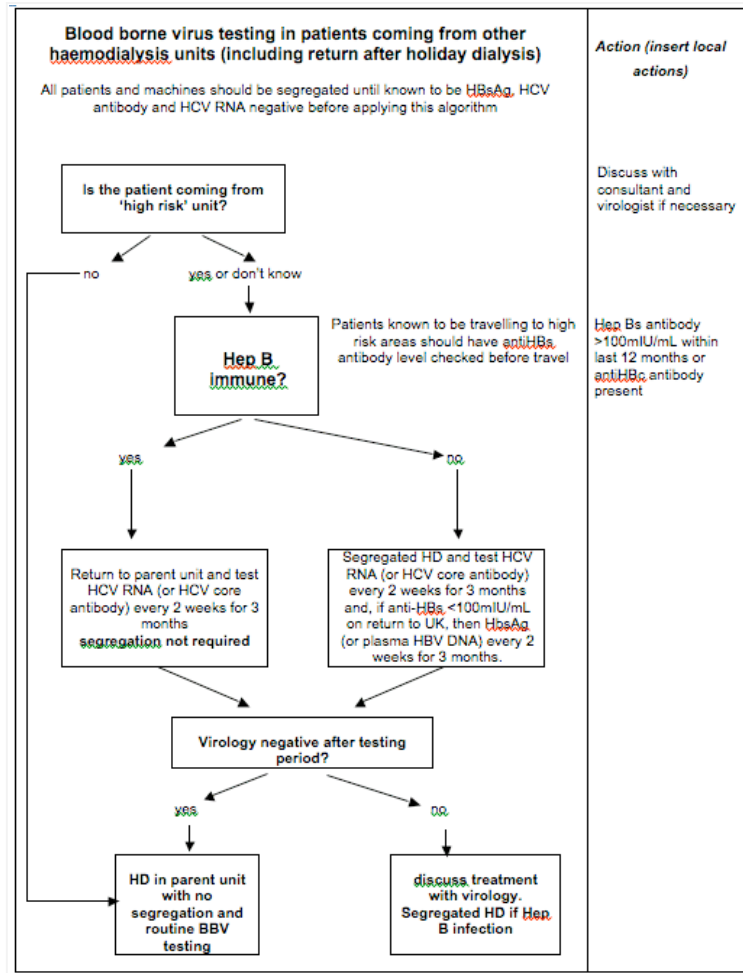 Blood borne virus testing in patients coming from other
haemodialysis units (including return after holiday dialysis)
Action (insert local
actions)
All patients and machines should be segregated until known to be HBsAg, HCV
antibody and HCV RNA negative before applying this algorithm
Is the patient coming from
‘high risk’ unit?
Discuss with
consultant and
virologist if necessary
no
yes or don’t know
Hep B
immune?
Patients known to be travelling to high
risk areas should have antiHBs
antibody level checked before travel
Hep Bs antibody
>100mIU/mL within
last 12 months or
antiHBc antibody
present
yes
no
Return to parent unit and test
HCV RNA (or HCV core
antibody) every 2 weeks for 3
months
segregation not required
Segregated HD and test HCV
RNA (or HCV core antibody)
every 2 weeks for 3 months
and, if anti-HBs <100mIU/mL
on return to UK, then HbsAg
(or plasma HBV DNA) every 2
weeks for 3 months.
Virology negative after testing
period?
yes
no
HD in parent unit
with no
segregation and
routine BBV
testing
discuss treatment
with virology.
Segregated HD if Hep
B infection